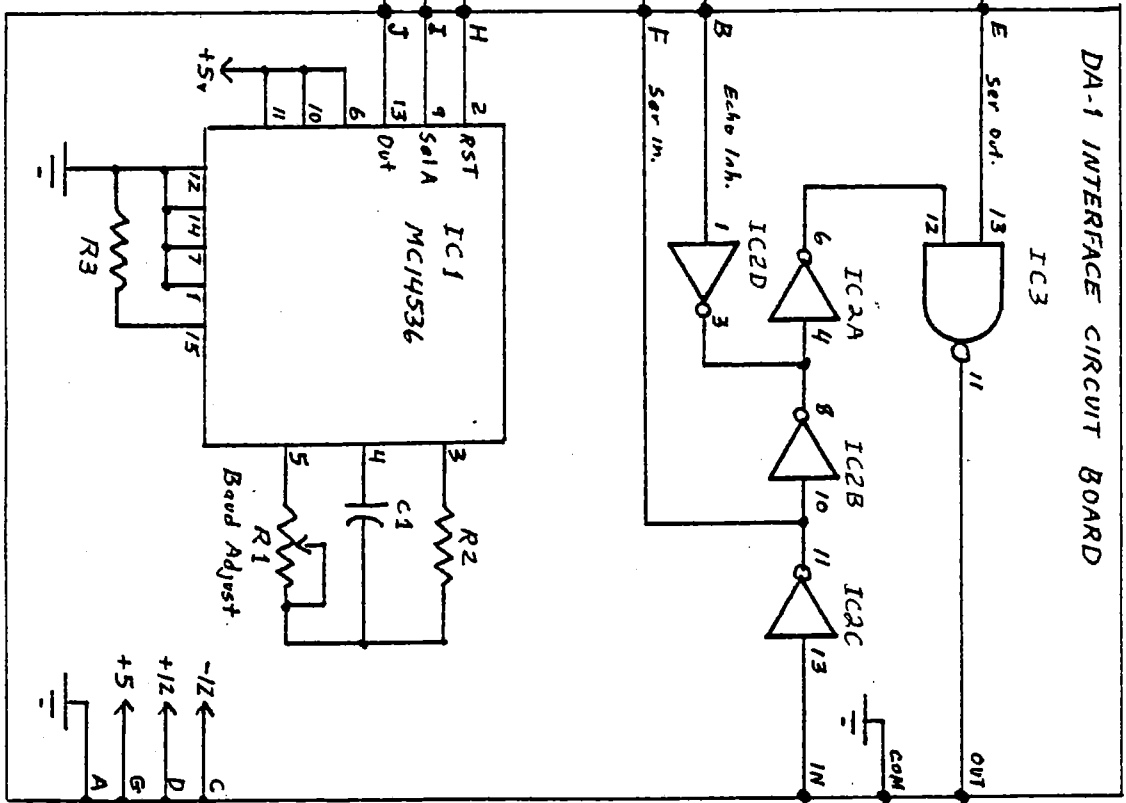 DA-1 INTERFACE CIRCUIT BOARD
E
Ser out.
13
12
IC3
11
OUT
COM
IN
B
Echo Inh.
1
IC2D
3
6
IC2A
4
8
IC2B
10
11
IC2C
13
F
Ser In.
H
I
J
2
9
13
RST
SelA
Out
6
10
11
+5v
IC1
MC14536
12
14
7
1
15
R3
3
4
5
R2
C1
R1
Baud Adjust
-12
+12
+5
C
D
G
A